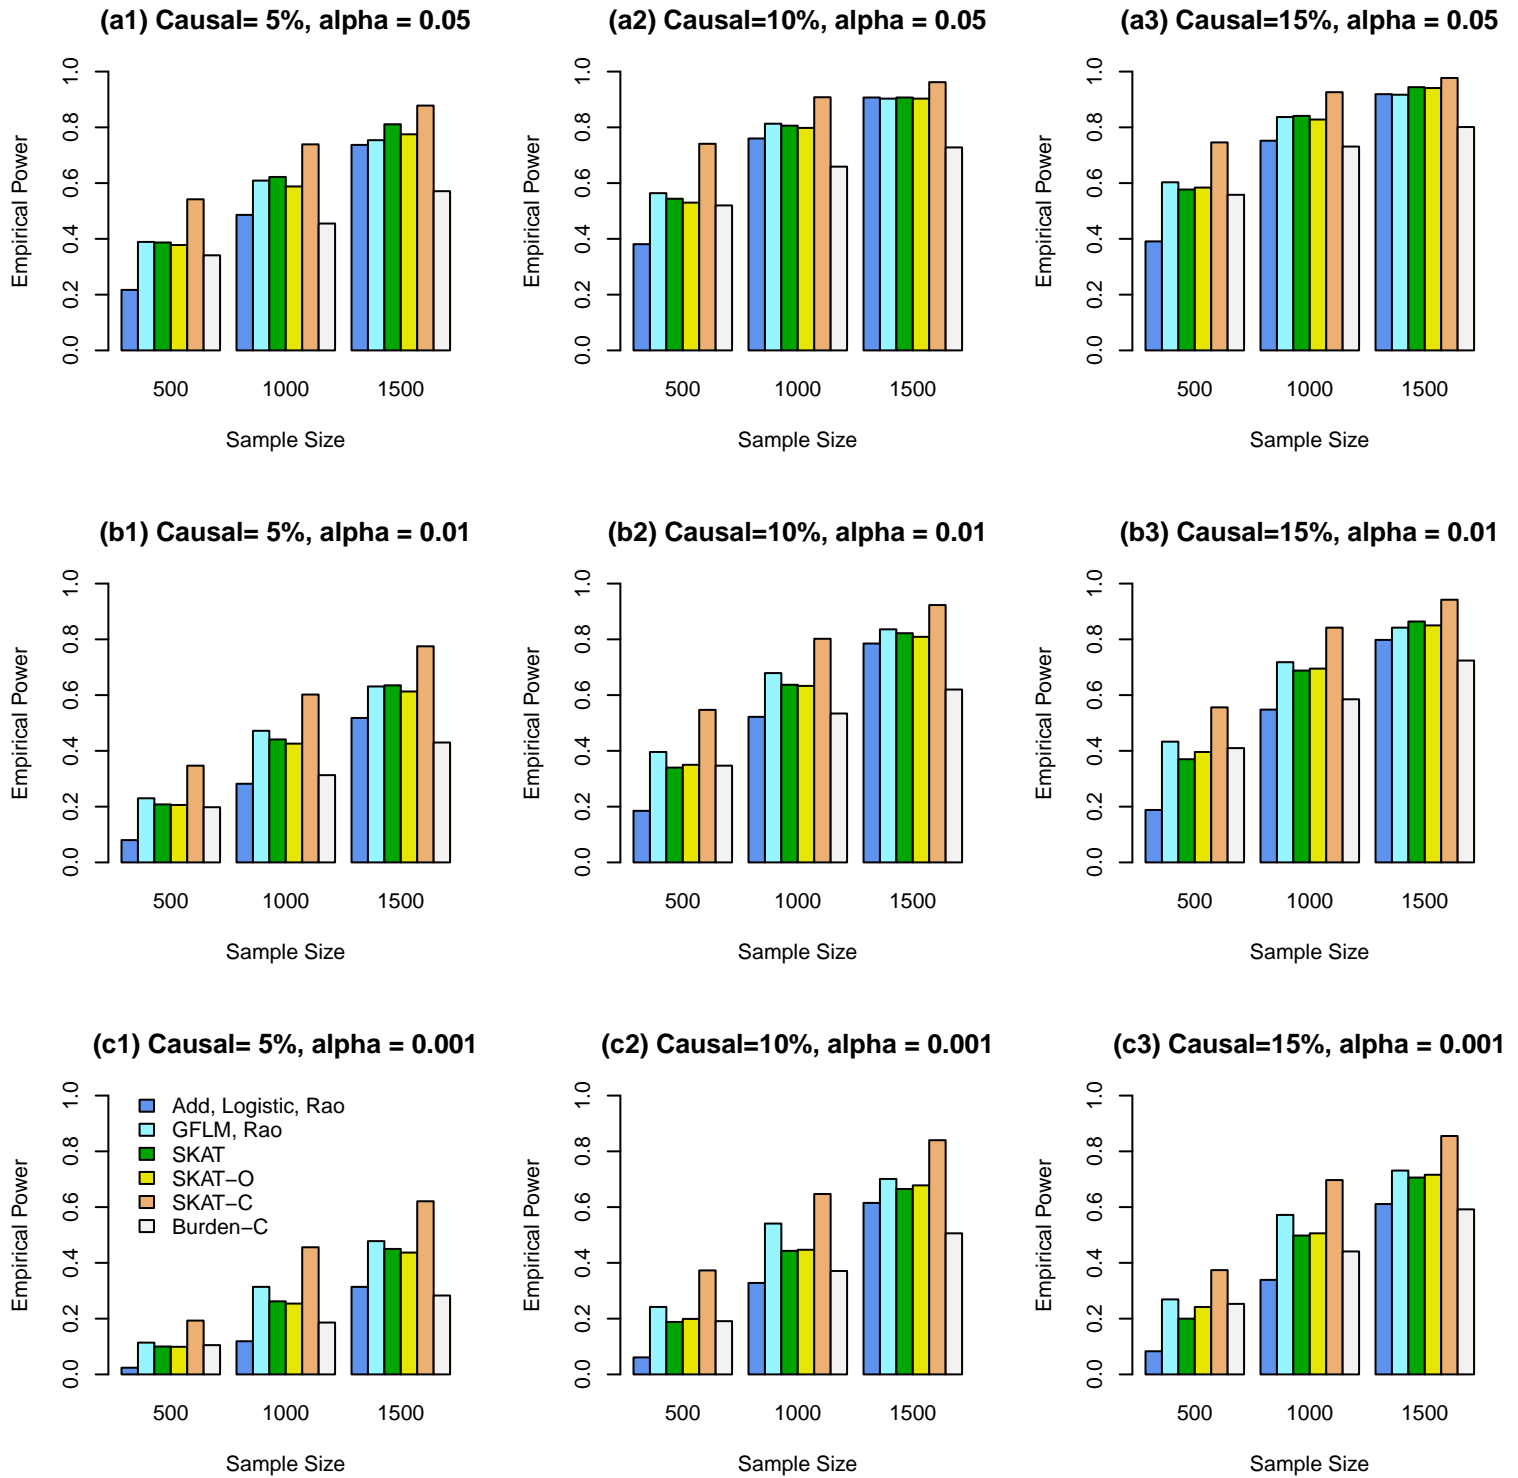 (a1) Causal= 5%, alpha = 0.05
Empirical Power
0.0 0.2 0.4 0.6 0.8 1.0
500 1000 1500
Sample Size
(a2) Causal=10%, alpha = 0.05
Empirical Power
0.0 0.2 0.4 0.6 0.8 1.0
500 1000 1500
Sample Size
(a3) Causal=15%, alpha = 0.05
Empirical Power
0.0 0.2 0.4 0.6 0.8 1.0
500 1000 1500
Sample Size
(b1) Causal= 5%, alpha = 0.01
Empirical Power
0.0 0.2 0.4 0.6 0.8 1.0
500 1000 1500
Sample Size
(b2) Causal=10%, alpha = 0.01
Empirical Power
0.0 0.2 0.4 0.6 0.8 1.0
500 1000 1500
Sample Size
(b3) Causal=15%, alpha = 0.01
Empirical Power
0.0 0.2 0.4 0.6 0.8 1.0
500 1000 1500
Sample Size
(c1) Causal= 5%, alpha = 0.001
Empirical Power
0.0 0.2 0.4 0.6 0.8 1.0
Add, Logistic, Rao
GFLM, Rao
SKAT
SKAT−O
SKAT−C
Burden−C
500 1000 1500
Sample Size
(c2) Causal=10%, alpha = 0.001
Empirical Power
0.0 0.2 0.4 0.6 0.8 1.0
500 1000 1500
Sample Size
(c3) Causal=15%, alpha = 0.001
Empirical Power
0.0 0.2 0.4 0.6 0.8 1.0
500 1000 1500
Sample Size